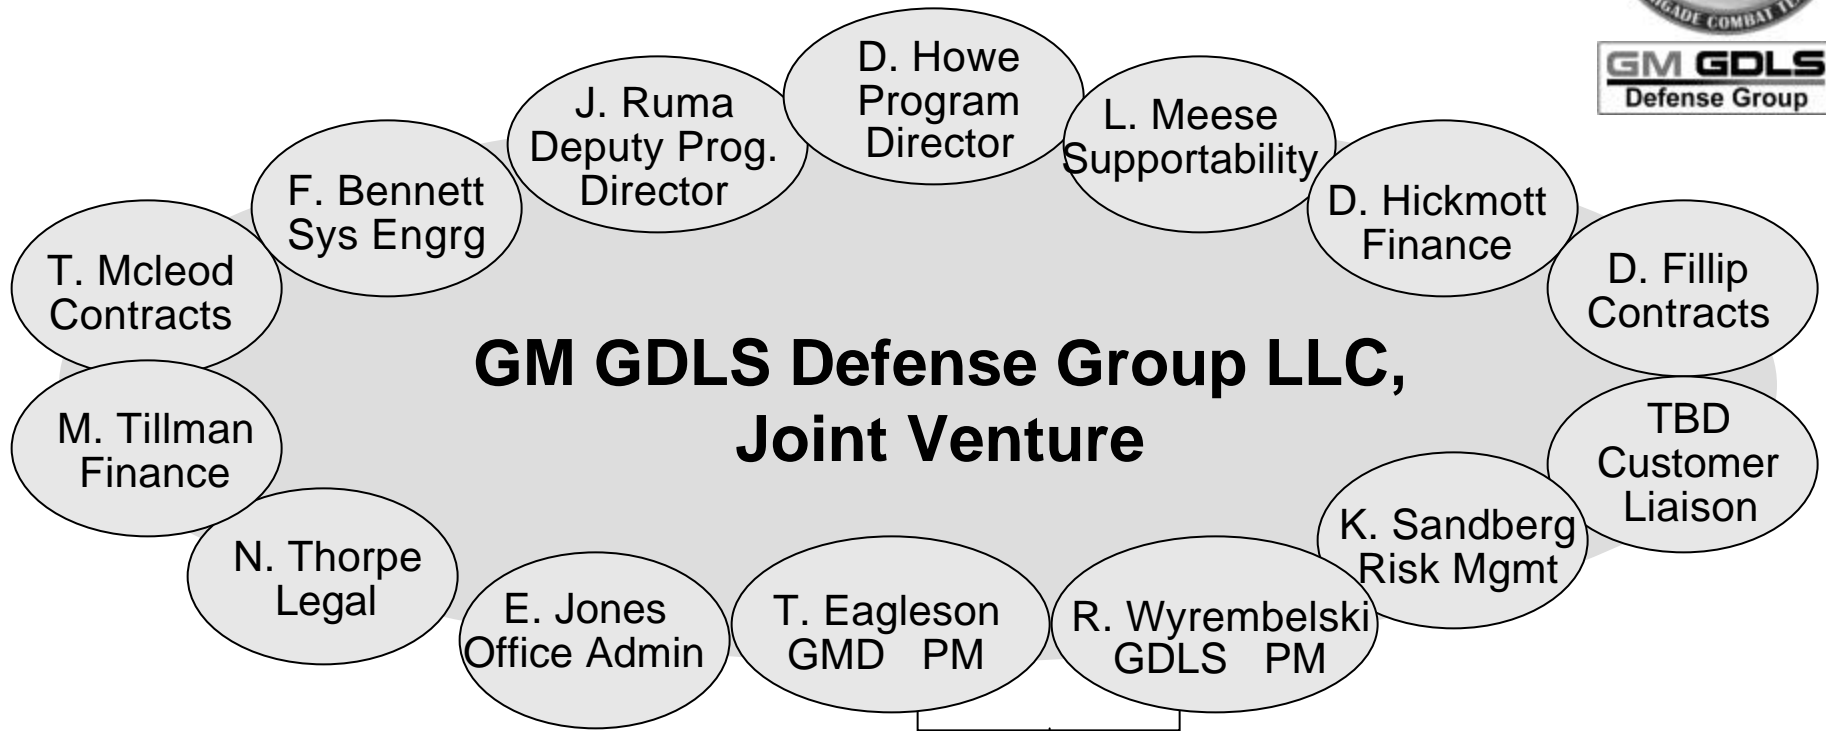 BRIGADE COMBAT
GM GDLS
Defense Group
D. Howe
Program
Director
J. Ruma
Deputy Prog.
Director
L. Meese
Supportability
F. Bennett
Sys Engrg
D. Hickmott
Finance
T. Mcleod
Contracts
D. Fillip
Contracts
GM GDLS Defense Group LLC,
Joint Venture
M. Tillman
Finance
TBD
Customer
Liaison
K. Sandberg
Risk Mgmt
N. Thorpe
Legal
E. Jones
Office Admin
T. Eagleson
GMD PM
R. Wyrembelski
GDLS PM